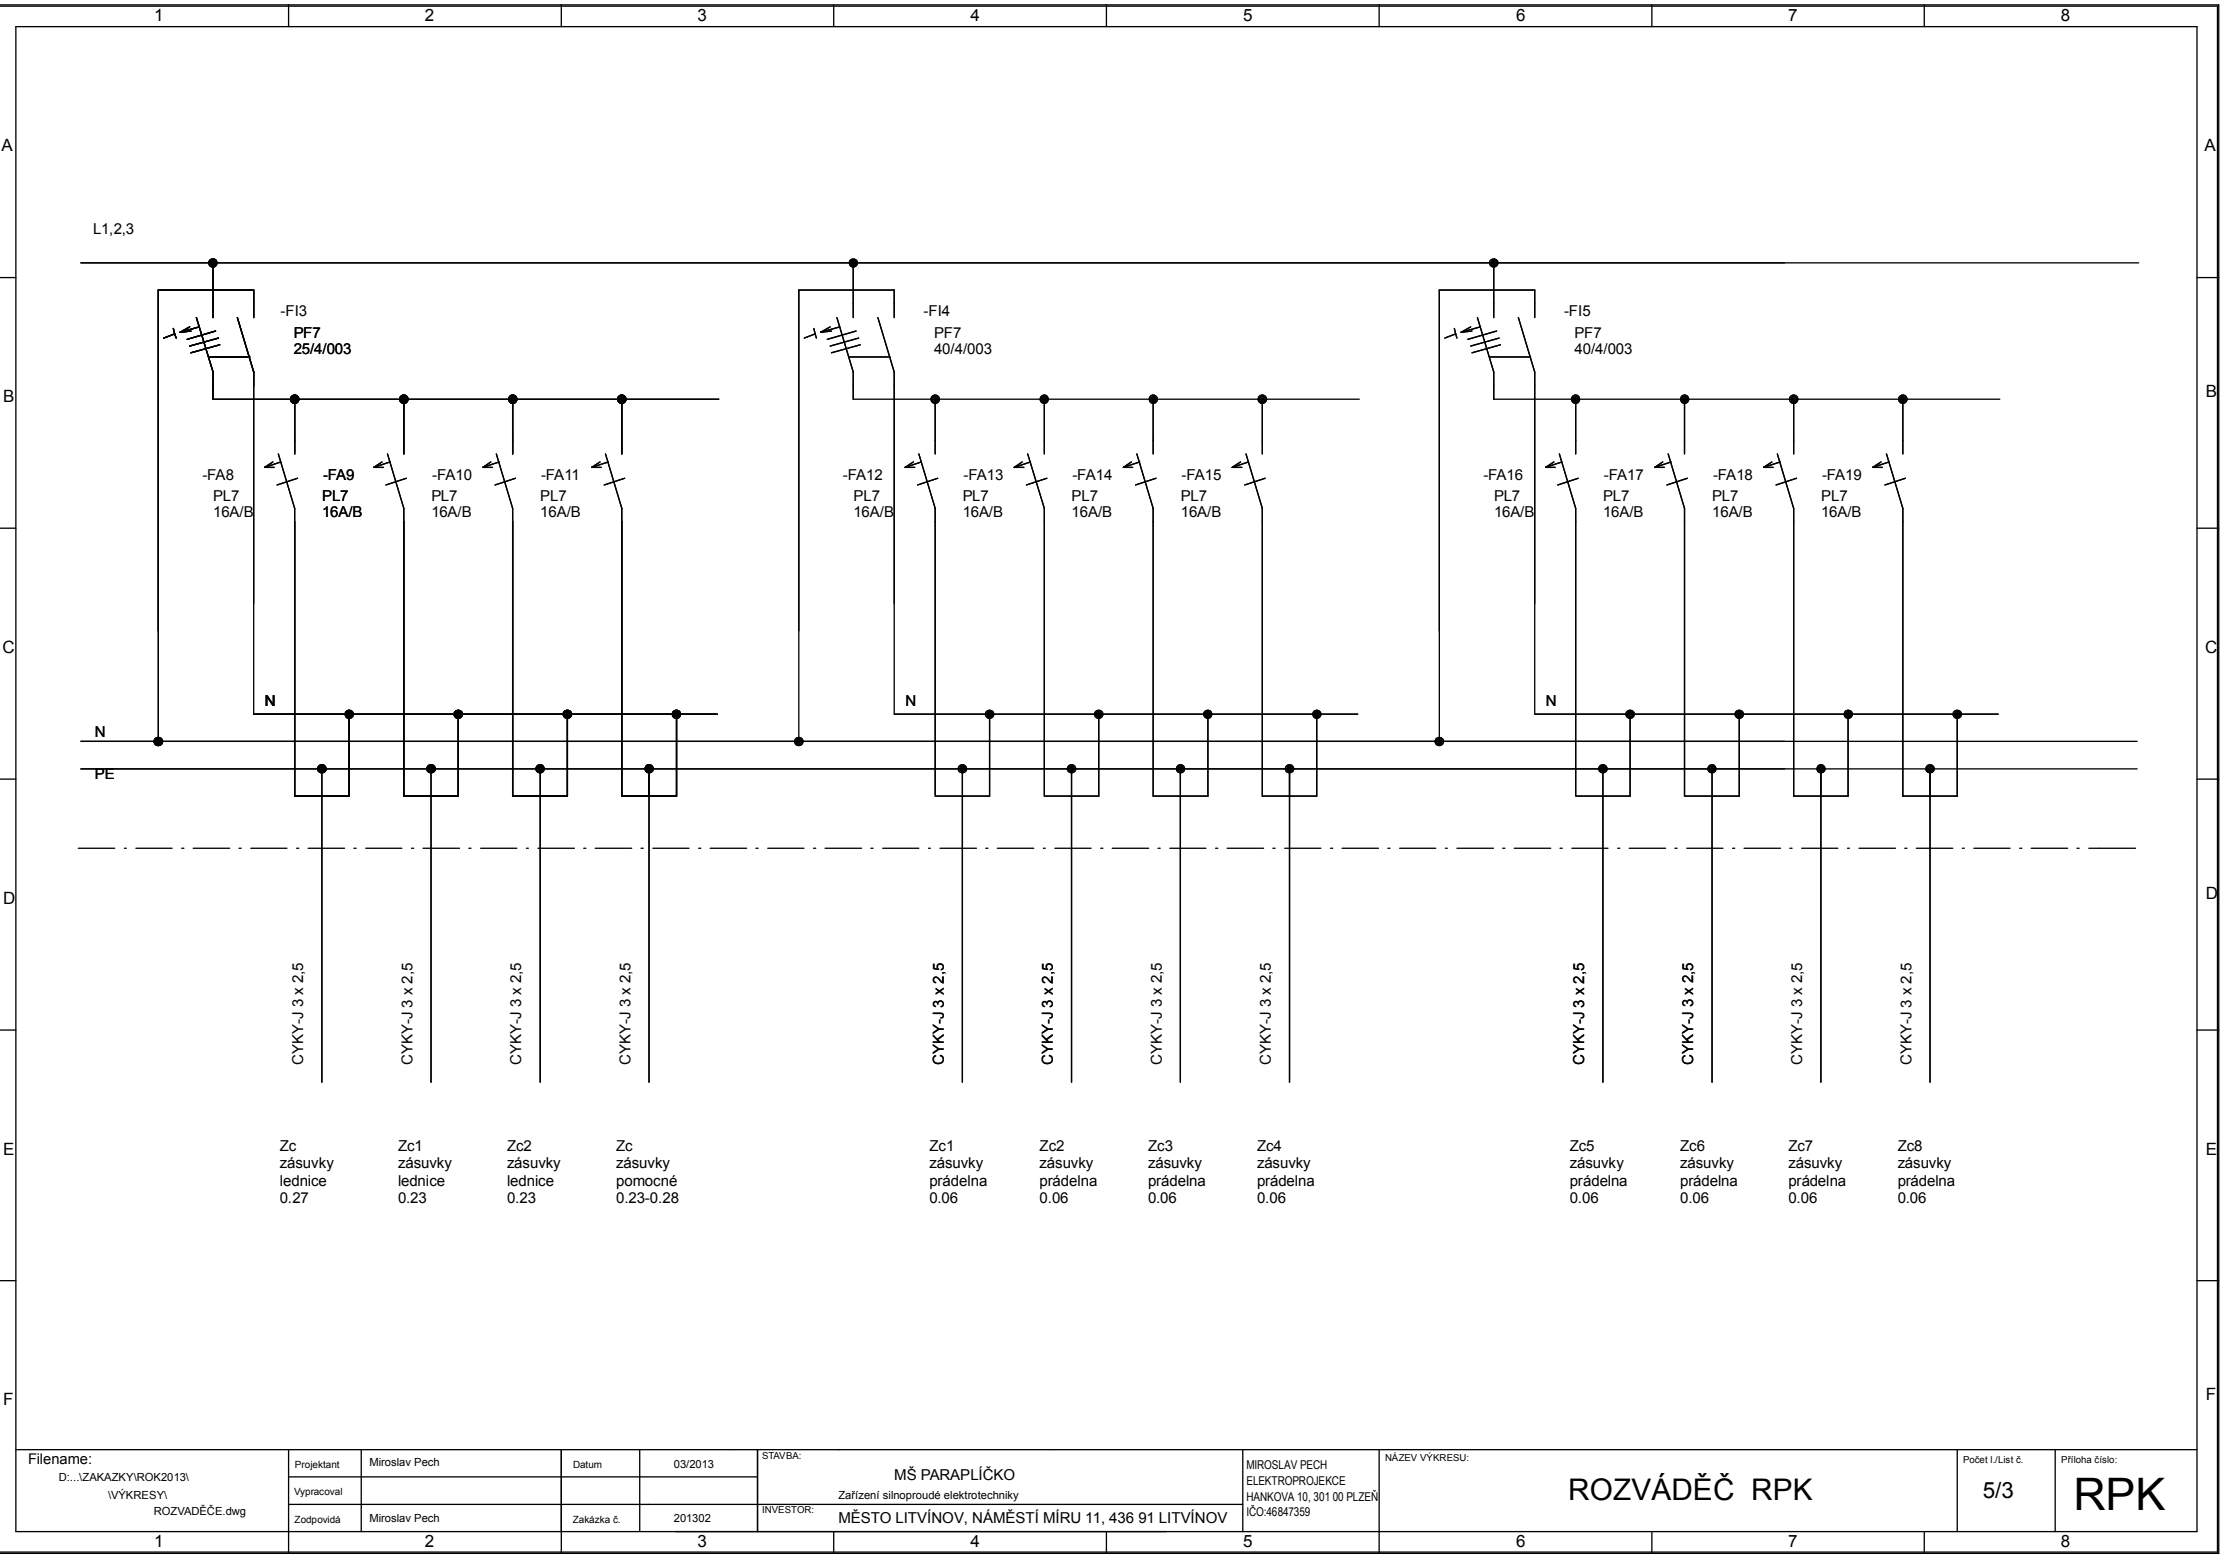 1 2 3 4 5 6 7 8
A A
L1,2,3
-FI3
PF7
25/4/003
-FI4
PF7
40/4/003
-FI5
PF7
40/4/003
B B
-FA8
PL7
16A/B
-FA9
PL7
16A/B
-FA10
PL7
16A/B
-FA11
PL7
16A/B
-FA12
PL7
16A/B
-FA13
PL7
16A/B
-FA14
PL7
16A/B
-FA15
PL7
16A/B
-FA16
PL7
16A/B
-FA17
PL7
16A/B
-FA18
PL7
16A/B
-FA19
PL7
16A/B
C C
N N N
N
PE
D D
CYKY-J 3 x 2,5
CYKY-J 3 x 2,5
CYKY-J 3 x 2,5
CYKY-J 3 x 2,5
CYKY-J 3 x 2,5
CYKY-J 3 x 2,5
CYKY-J 3 x 2,5
CYKY-J 3 x 2,5
CYKY-J 3 x 2,5
CYKY-J 3 x 2,5
CYKY-J 3 x 2,5
CYKY-J 3 x 2,5
E E
Zc
zásuvky
lednice
0.27
Zc1
zásuvky
lednice
0.23
Zc2
zásuvky
lednice
0.23
Zc
zásuvky
pomocné
0.23-0.28
Zc1
zásuvky
prádelna
0.06
Zc2
zásuvky
prádelna
0.06
Zc3
zásuvky
prádelna
0.06
Zc4
zásuvky
prádelna
0.06
Zc5
zásuvky
prádelna
0.06
Zc6
zásuvky
prádelna
0.06
Zc7
zásuvky
prádelna
0.06
Zc8
zásuvky
prádelna
0.06
F F
Filename:
D:...\ZAKAZKY\ROK2013\
\VÝKRESY\
ROZVADĚČE.dwg
Projektant Miroslav Pech Datum 03/2013
Vypracoval
Zodpovídá Miroslav Pech Zakázka č. 201302
STAVBA:
MŠ PARAPLÍČKO
Zařízení silnoproudé elektrotechniky
INVESTOR:
MĚSTO LITVÍNOV, NÁMĚSTÍ MÍRU 11, 436 91 LITVÍNOV
MIROSLAV PECH
ELEKTROPROJEKCE
HANKOVA 10, 301 00 PLZEŇ
IČO:46847359
NÁZEV VÝKRESU:
ROZVÁDĚČ RPK
Počet l./List č.
5/3
Příloha číslo:
RPK
1 2 3 4 5 6 7 8